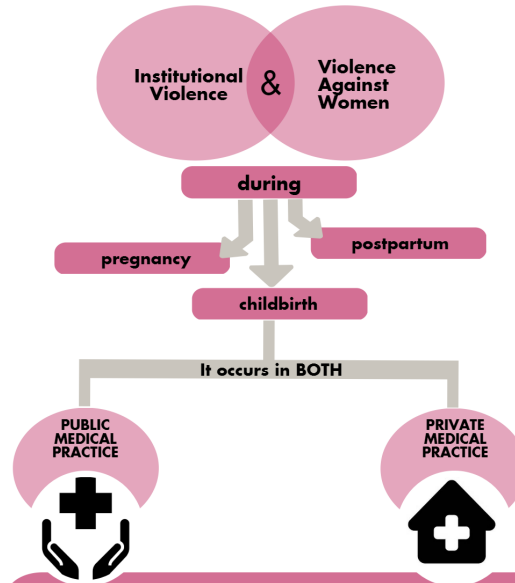 Institutional
Violence
&
Violence
Against
Women
during
pregnancy
postpartum
childbirth
It occurs in BOTH
PUBLIC
MEDICAL
PRACTICE
PRIVATE
MEDICAL
PRACTICE